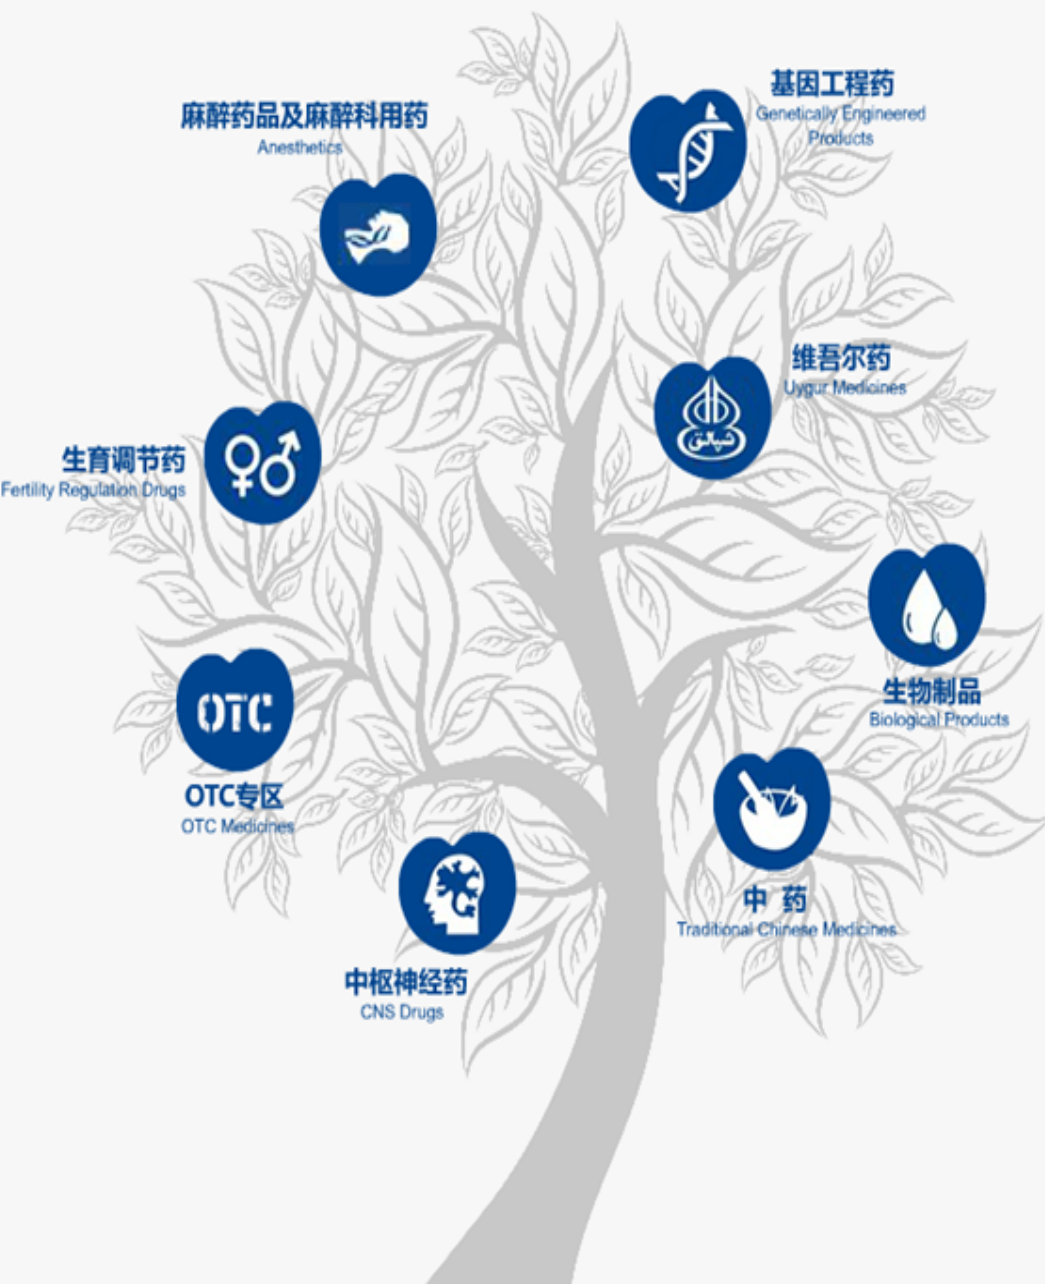 基因工程药
Genetically Engineered
Products
麻醉药品及麻醉科用药
Anesthetics
维吾尔药
Uygur Medicines
شپالق
生育调节药
Fertility Regulation Drugs
生物制品
Biological Products
OTC
OTC专区
OTC Medicines
中 药
Traditional Chinese Medicines
中枢神经药
CNS Drugs